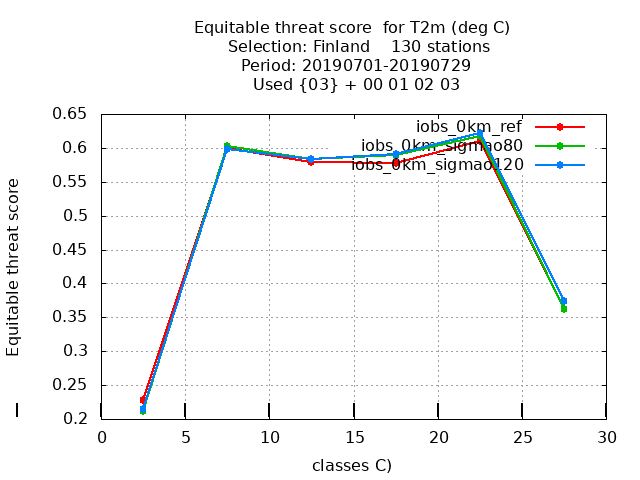 Equitable threat score  for T2m (deg C)
Selection: Finland    130 stations
Period: 20190701-20190729
Used {03} + 00 01 02 03
0.65
0.6
0.55
0.5
0.45
0.4
0.35
0.3
0.25
0.2
Equitable threat score
iobs_0km_ref
iobs_0km_sigmao80
iobs_0km_sigmao120
0 5 10 15 20 25 30
classes C)